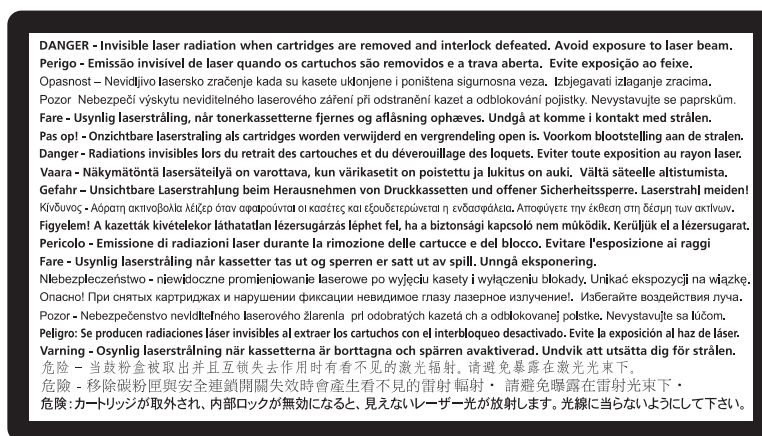 DANGER - Invisible laser radiation when cartridges are removed and interlock defeated. Avoid exposure to laser beam.
Perigo - Emissão invisível de laser quando os cartuchos são removidos e a trava aberta. Evite exposição ao feixe.
Opasnost – Nevidljivo lasersko zračenje kada su kasete uklonjene i poništena sigurnosna veza. Izbjegavati izlaganje zracima.
Pozor Nebezpečí výskytu neviditelného laserového záření při odstranění kazet a odblokování pojistky. Nevystavujte se paprskům.
Fare - Usynlig laserstråling, når tonerkassetterne fjernes og aflåsning ophæves. Undgå at komme i kontakt med strålen.
Pas op! - Onzichtbare laserstraling als cartridges worden verwijderd en vergrendeling open is. Voorkom blootstelling aan de stralen.
Danger - Radiations invisibles lors du retrait des cartouches et du déverouillage des loquets. Eviter toute exposition au rayon laser.
Vaara - Näkymätöntä lasersäteilyä on varottava, kun värikasetit on poistettu ja lukitus on auki. Vältä säteelle altistumista.
Gefahr – Unsichtbare Laserstrahlung beim Herausnehmen von Druckkassetten und offener Sicherheitssperre. Laserstrahl meiden!
Κίνδυνος - Αόρατη ακτινοβολία λέιζερ όταν αφαιρούνται οι κασέτες και εξουδετερώνεται η ενδασφάλεια. Αποφύγετε την έκθεση στη δέσμη των ακτίνων.
Figyelem! A kazetták kivételekor láthatatlan lézersugárzás léphet fel, ha a biztonsági kapcsoló nem működik. Kerüljük el a lézersugarat.
Pericolo - Emissione di radiazioni laser durante la rimozione delle cartucce e del blocco. Evitare l'esposizione ai raggi
Fare - Usynlig laserstråling når kassetter tas ut og sperren er satt ut av spill. Unngå eksponering.
Niebezpieczeństwo - niewidoczne promieniowanie laserowe po wyjęciu kasety i wyłączeniu blokady. Unikać ekspozycji na wiązkę.
Опасно! При снятых картриджах и нарушении фиксации невидимое глазу лазерное излучение!. Избегайте воздействия луча.
Pozor - Nebezpečenstvo neviditeľného laserového žiarenia pri odobratých kazetá ch a odblokovanej poistke. Nevystavujte sa lúčom.
Peligro: Se producen radiaciones láser invisibles al extraer los cartuchos con el interbloqueo desactivado. Evite la exposición al haz de láser.
Varning - Osynlig laserstrålning när kassetterna är borttagna och spärren avaktiverad. Undvik att utsätta dig för strålen.
危险 – 当鼓粉盒被取出并且互锁失去作用时有看不见的激光辐射。请避免暴露在激光光束下。
危險 - 移除碳粉匣與安全連鎖開關失效時會產生看不見的雷射 輻射・ 請避免曝露在雷射光束下・
危険：カートリッジが取外され、内部ロックが無効になると、見えないレーザー光が放射します。光線に当らないようにして下さい。